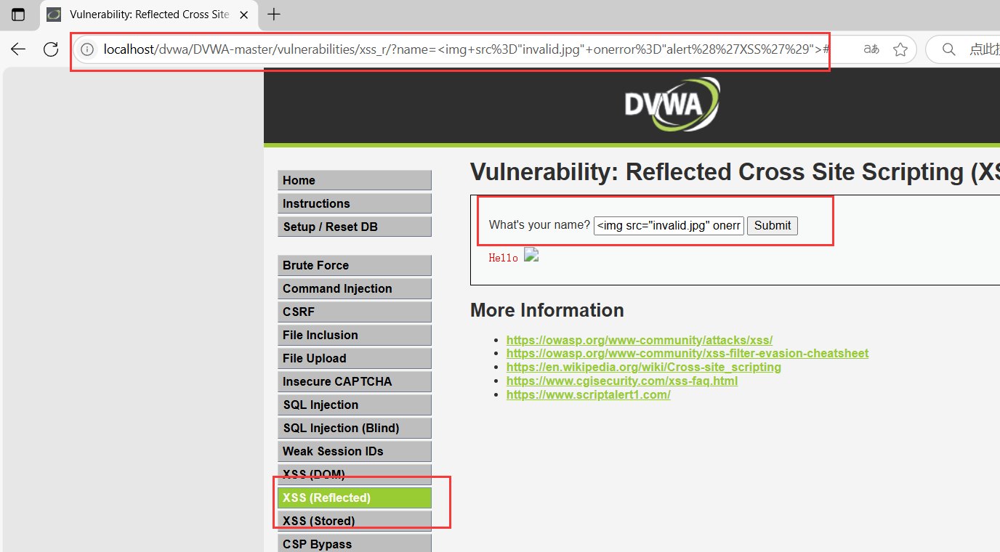 Vulnerability: Reflected Cross Site
localhost/dvwa/DVWA-master/vulnerabilities/xss_r/?name=<img+src%3D"invalid.jpg"+onerror%3D"alert%28%27XSS%27%29">#
aあ
点此搜
DVWA
Home
Instructions
Setup / Reset DB
Brute Force
Command Injection
CSRF
File Inclusion
File Upload
Insecure CAPTCHA
SQL Injection
SQL Injection (Blind)
Weak Session IDs
XSS (DOM)
XSS (Reflected)
XSS (Stored)
CSP Bypass
Vulnerability: Reflected Cross Site Scripting (XS
What's your name? <img src="invalid.jpg" onerr Submit
Hello
More Information
https://owasp.org/www-community/attacks/xss/
https://owasp.org/www-community/xss-filter-evasion-cheatsheet
https://en.wikipedia.org/wiki/Cross-site_scripting
https://www.cgisecurity.com/xss-faq.html
https://www.scriptalert1.com/